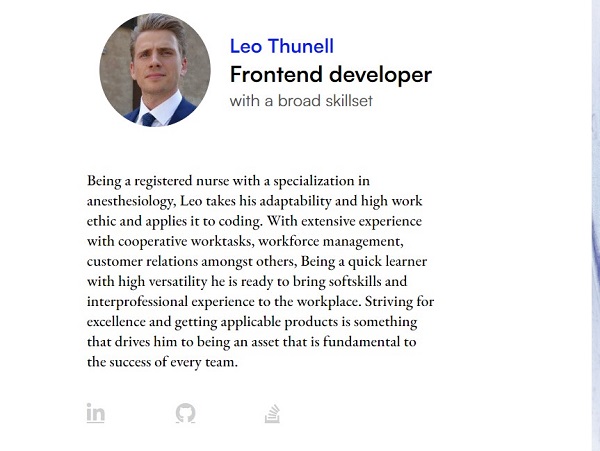 Leo Thunell
Frontend developer
with a broad skillset
Being a registered nurse with a specialization in
anesthesiology, Leo takes his adaptability and high work
ethic and applies it to coding. With extensive experience
with cooperative worktasks, workforce management,
customer relations amongst others, Being a quick learner
with high versatility he is ready to bring softskills and
interprofessional experience to the workplace. Striving for
excellence and getting applicable products is something
that drives him to being an asset that is fundamental to
the success of every team.
in